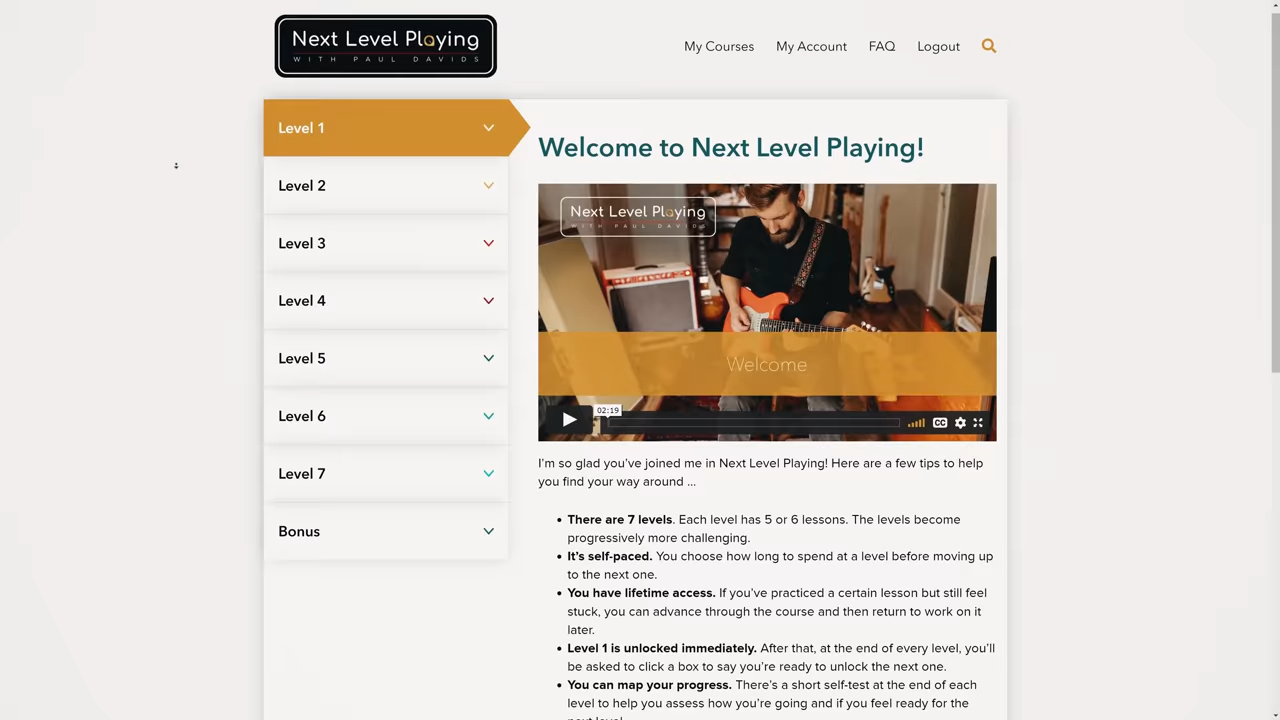 Next Level Playing
WITH PAUL DAVIDS
My Courses
My Account
FAQ
Logout
Level 1
Level 2
Level 3
Level 4
Level 5
Level 6
Level 7
Bonus
Welcome to Next Level Playing!
Next Level Playing
WITH PAUL DAVIDS
Welcome
02:19
CC
I'm so glad you've joined me in Next Level Playing! Here are a few tips to help
you find your way around ...
• There are 7 levels. Each level has 5 or 6 lessons. The levels become
progressively more challenging.
• It's self-paced. You choose how long to spend at a level before moving up
to the next one.
• You have lifetime access. If you've practiced a certain lesson but still feel
stuck, you can advance through the course and then return to work on it
later.
• Level 1 is unlocked immediately. After that, at the end of every level, you'll
be asked to click a box to say you're ready to unlock the next one.
• You can map your progress. There's a short self-test at the end of each
level to help you assess how you're going and if you feel ready for the
next level.